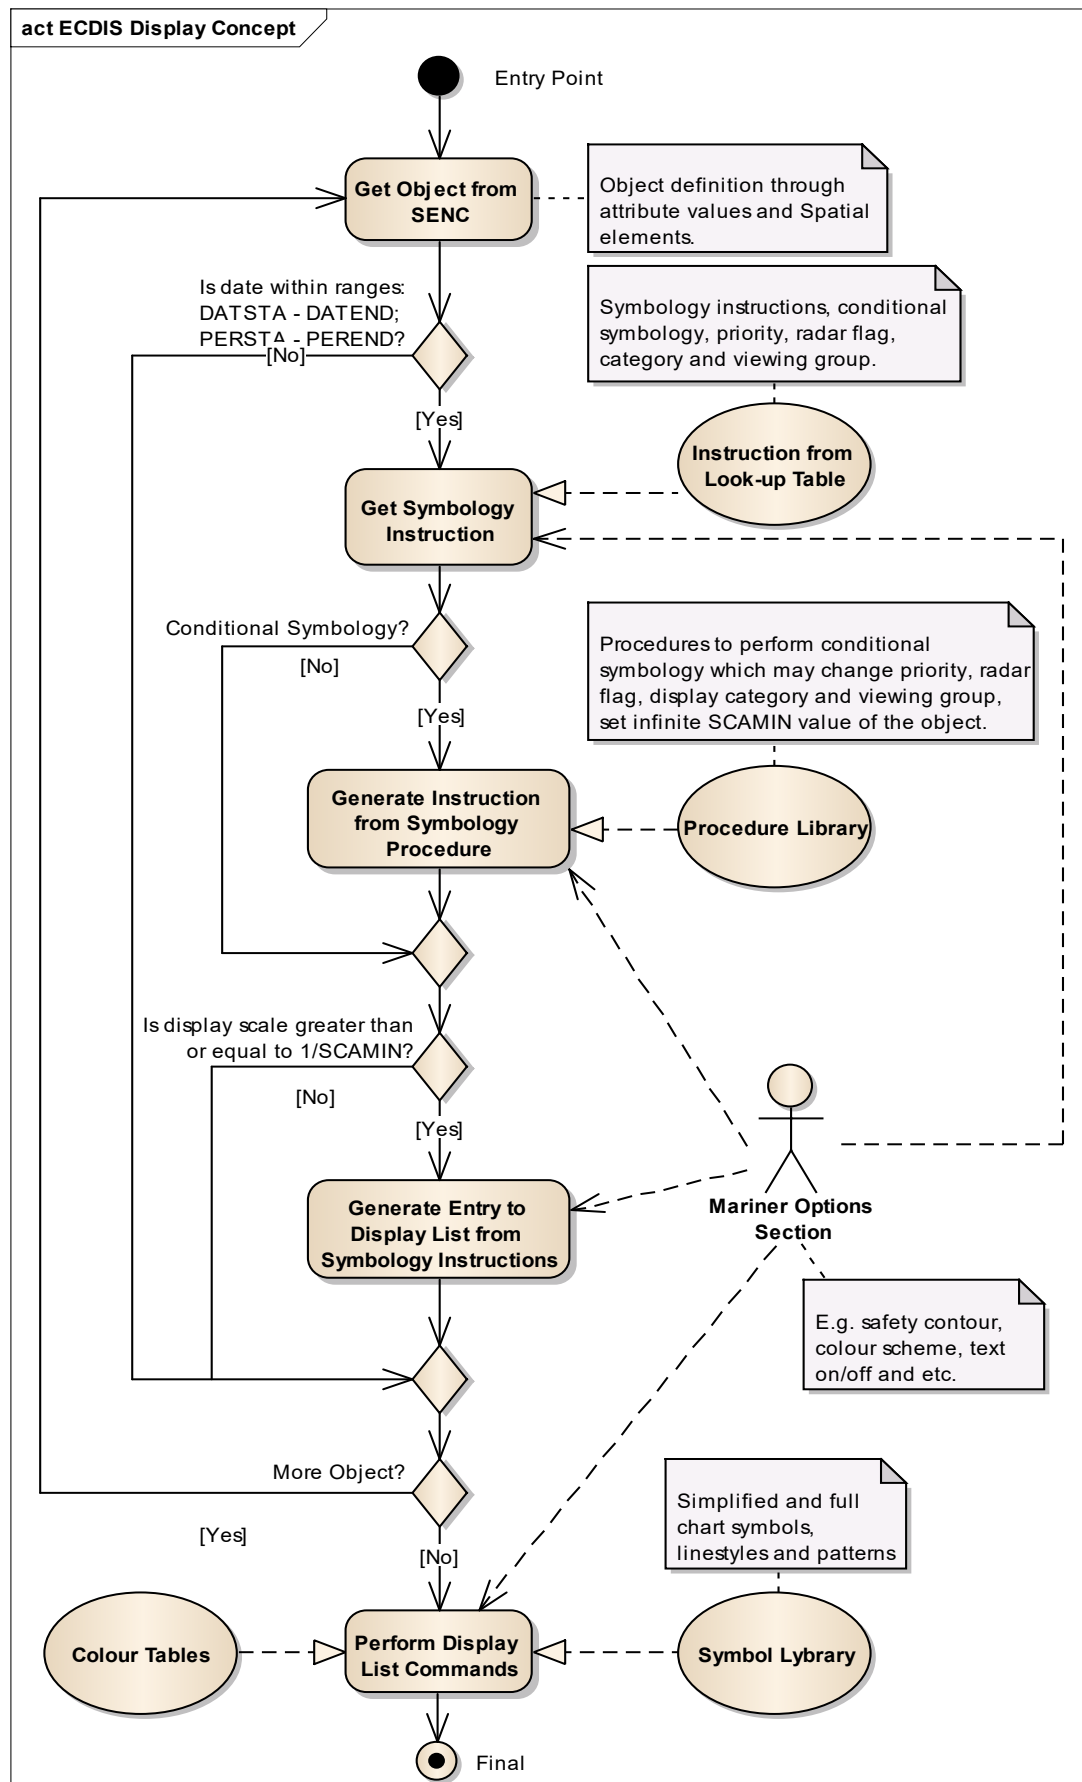 act ECDIS Display Concept
Entry Point
Get Object from
SENC
Object definition through
attribute values and Spatial
elements.
Is date within ranges:
DATSTA - DATEND;
PERSTA - PEREND?
[No]
[Yes]
Symbology instructions, conditional
symbology, priority, radar flag,
category and viewing group.
Instruction from
Look-up Table
Get Symbology
Instruction
Conditional Symbology?
[No]
[Yes]
Procedures to perform conditional
symbology which may change priority, radar
flag, display category and viewing group,
set infinite SCAMIN value of the object.
Generate Instruction
from Symbology
Procedure
Procedure Library
Is display scale greater than
or equal to 1/SCAMIN?
[No]
[Yes]
Generate Entry to
Display List from
Symbology Instructions
Mariner Options
Section
E.g. safety contour,
colour scheme, text
on/off and etc.
More Object?
[Yes]
[No]
Simplified and full
chart symbols,
linestyles and patterns
Colour Tables
Perform Display
List Commands
Symbol Lybrary
Final